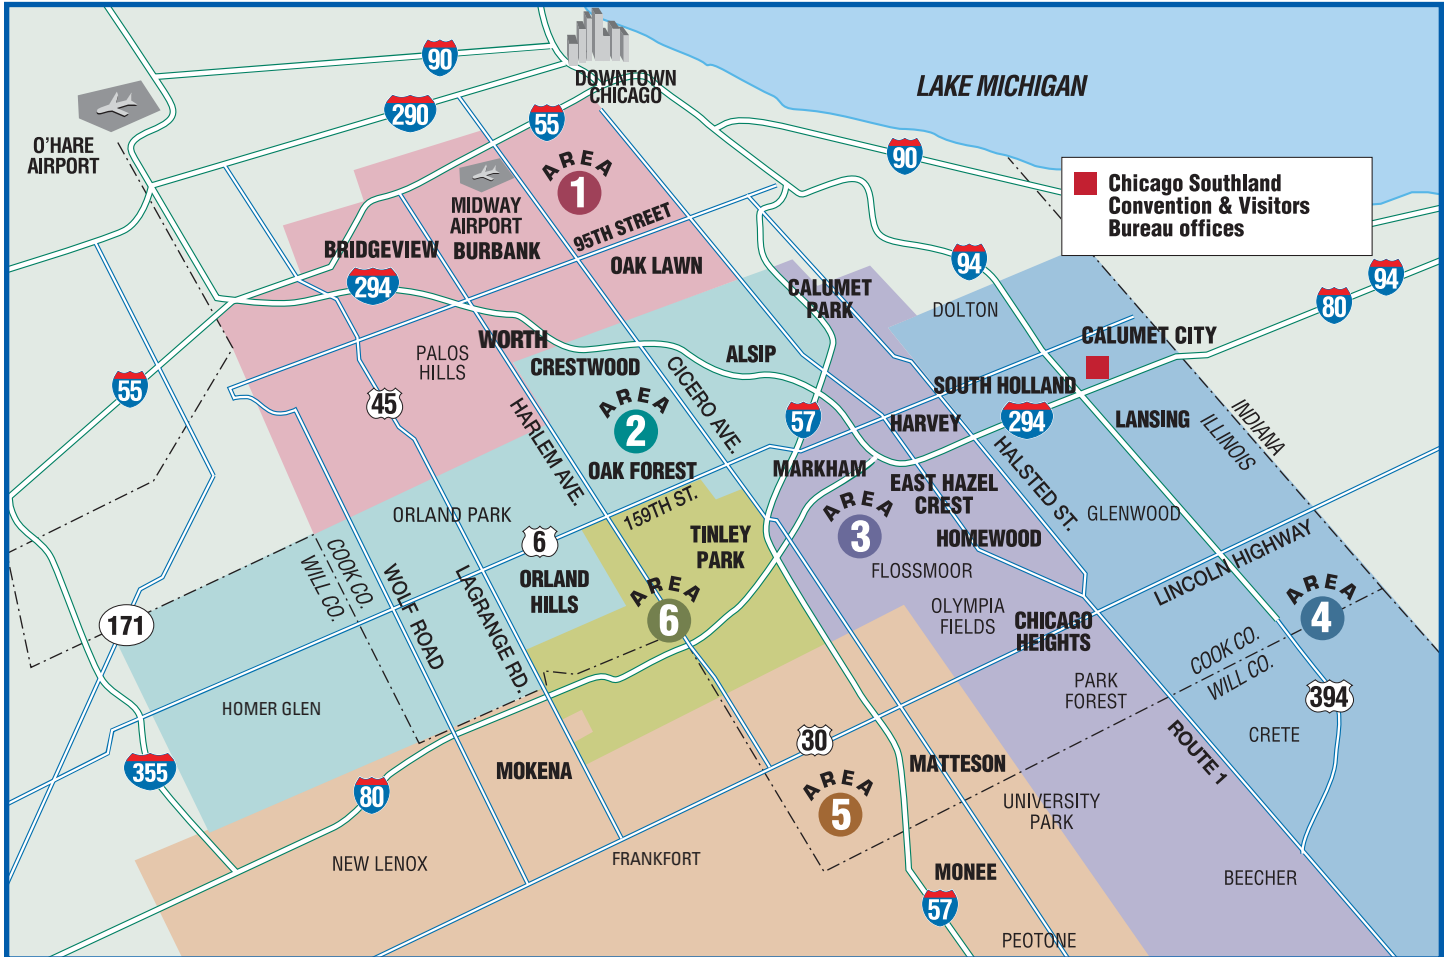 LAKE MICHIGAN
90
DOWNTOWN
CHICAGO
290
55
O'HARE
AIRPORT
90
AREA
1
Chicago Southland
Convention & Visitors
Bureau offices
MIDWAY
AIRPORT
BRIDGEVIEW
BURBANK
95TH STREET
OAK LAWN
294
94
94
80
CALUMET
PARK
DOLTON
WORTH
PALOS
HILLS
CRESTWOOD
ALSIP
CALUMET CITY
55
45
AREA
2
CICERO AVE.
HARLEM AVE.
SOUTH HOLLAND
57
HARVEY
294
LANSING
INDIANA
ILLINOIS
OAK FOREST
MARKHAM
EAST HAZEL
CREST
HALSTED ST.
159TH ST.
ORLAND PARK
6
TINLEY
PARK
AREA
3
HOMEWOOD
GLENWOOD
FLOSSMOOR
LINCOLN HIGHWAY
COOK CO.
WILL CO.
WOLF ROAD
LAGRANGE RD.
ORLAND
HILLS
AREA
6
OLYMPIA
FIELDS
CHICAGO
HEIGHTS
AREA
4
171
COOK CO.
WILL CO.
HOMER GLEN
PARK
FOREST
394
ROUTE 1
CRETE
30
355
80
MOKENA
AREA
5
MATTESON
UNIVERSITY
PARK
NEW LENOX
FRANKFORT
MONEE
BEECHER
57
PEOTONE